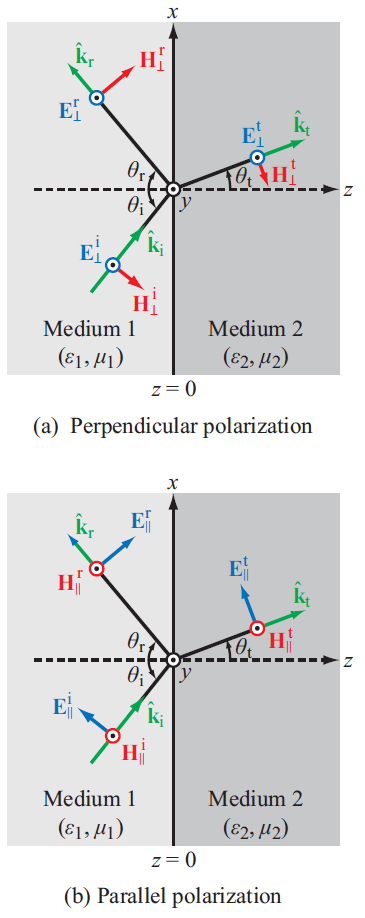 x
k̂r
H⊥r
E⊥r
E⊥t
k̂t
θr
θt
H⊥t
z
θi
y
E⊥i
k̂i
H⊥i
Medium 1
Medium 2
(ε1, μ1)
(ε2, μ2)
z = 0
(a) Perpendicular polarization
x
k̂r
E∥r
H∥r
E∥t
k̂t
θr
θt
H∥t
z
θi
y
E∥i
k̂i
H∥i
Medium 1
Medium 2
(ε1, μ1)
(ε2, μ2)
z = 0
(b) Parallel polarization